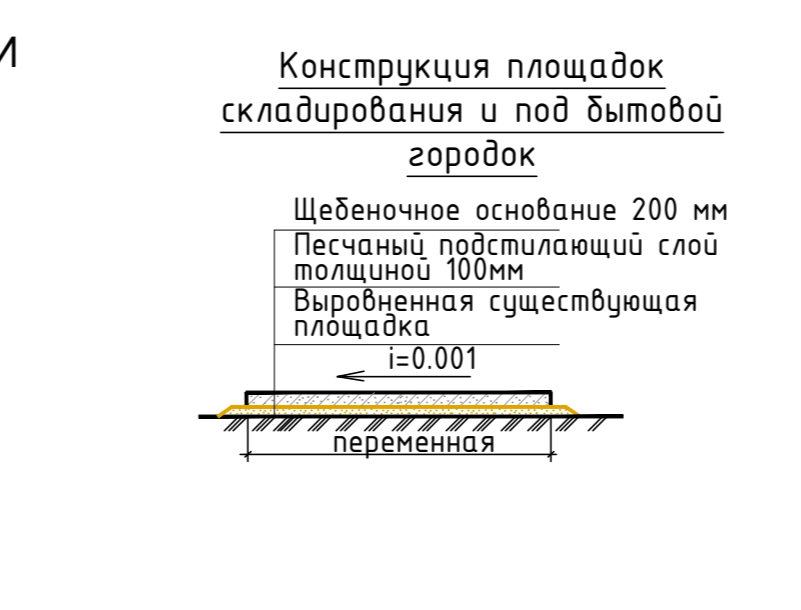 и
Конструкция площадок
складирования и под бытовой
городок
Щебеночное основание 200 мм
Песчаный подстилающий слой
толщиной 100мм
Выровненная существующая
площадка
i=0.001
переменная